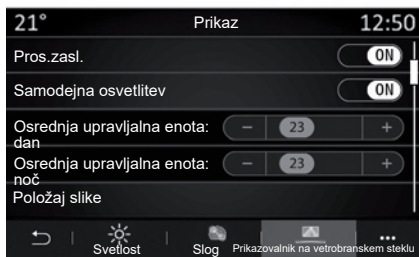 21° Prikaz 12:50
Pros.zasl. ON
Samodejna osvetlitev ON
Osrednja upravljalna enota: - 23 +
dan
Osrednja upravljalna enota: - 23 +
noč
Položaj slike
Svetlost Slog Prikazovalnik na vetrobranskem steklu ...